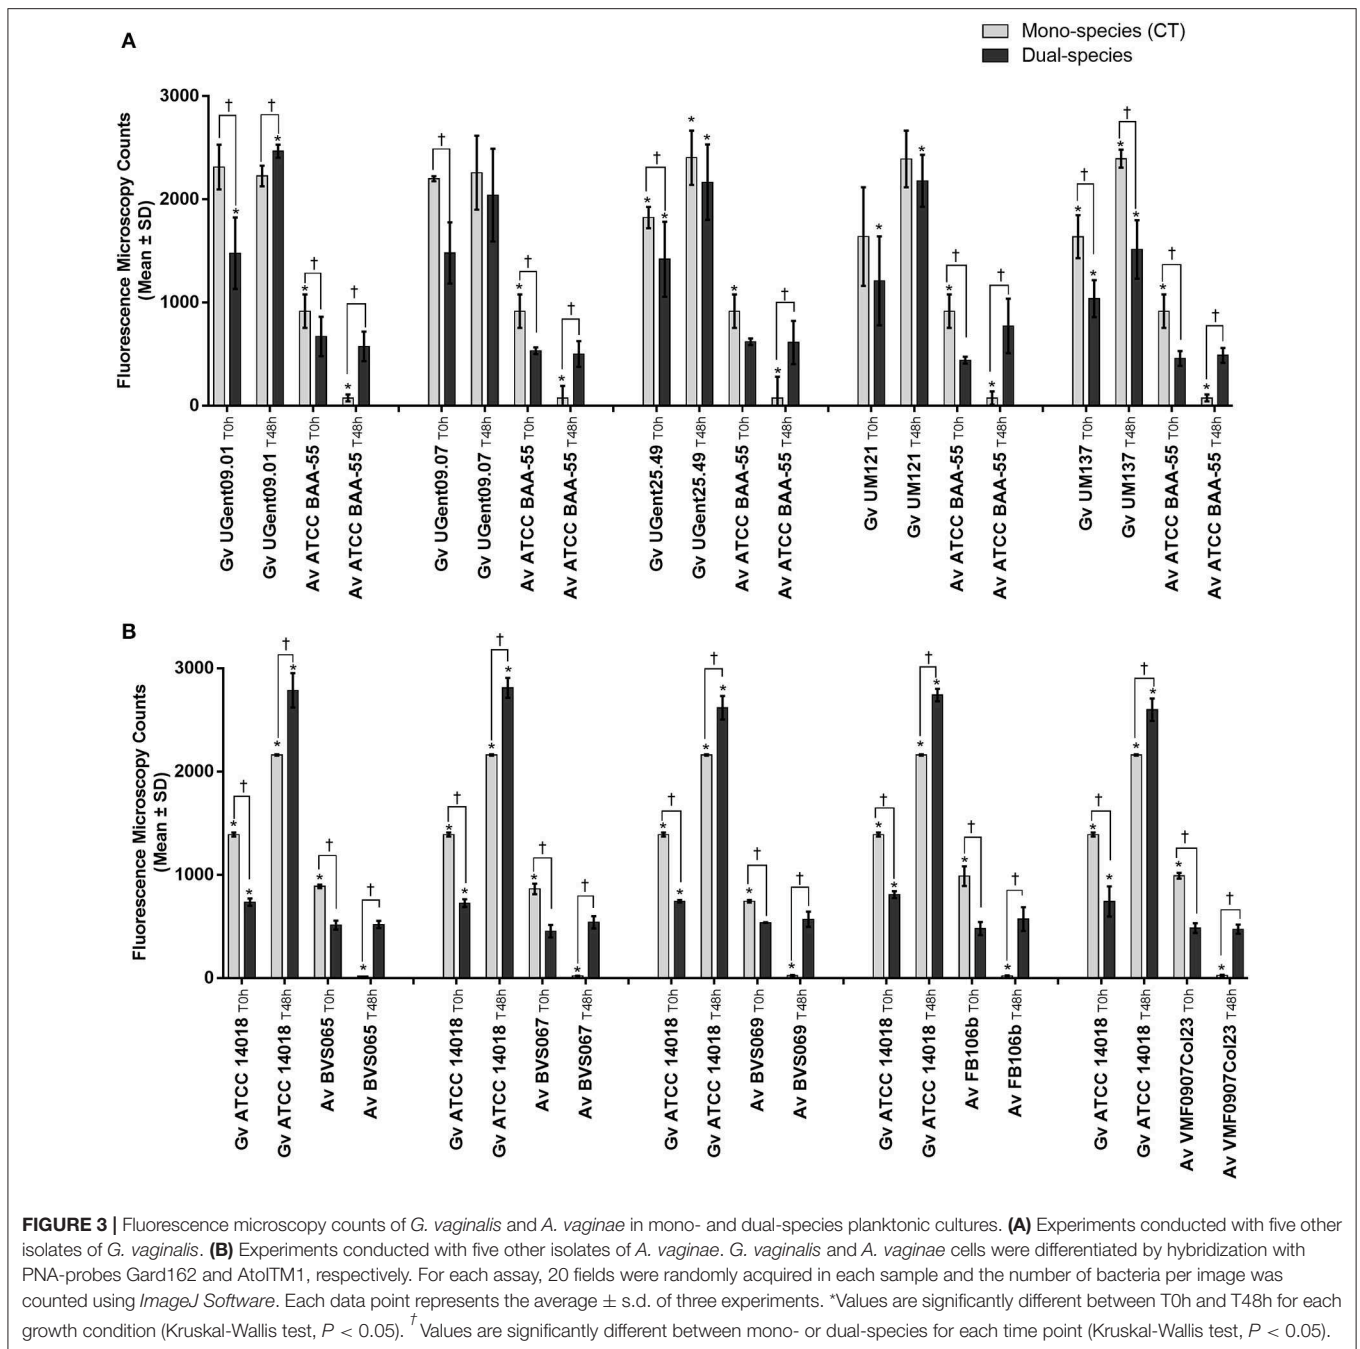 A
Mono-species (CT)
Dual-species
Fluorescence Microscopy Counts
(Mean ± SD)
3000
2000
1000
0
† † † †
† † †
† †
† †
† † † †
* * * *
* *
* * * * * *
* * * *
* * * * * *
Gv UGent09.01 T0h
Gv UGent09.01 T48h
Av ATCC BAA-55 T0h
Av ATCC BAA-55 T48h
Gv UGent09.07 T0h
Gv UGent09.07 T48h
Av ATCC BAA-55 T0h
Av ATCC BAA-55 T48h
Gv UGent25.49 T0h
Gv UGent25.49 T48h
Av ATCC BAA-55 T0h
Av ATCC BAA-55 T48h
Gv UM121 T0h
Gv UM121 T48h
Av ATCC BAA-55 T0h
Av ATCC BAA-55 T48h
Gv UM137 T0h
Gv UM137 T48h
Av ATCC BAA-55 T0h
Av ATCC BAA-55 T48h
B
Fluorescence Microscopy Counts
(Mean ± SD)
3000
2000
1000
0
† † † †
† † † †
† † † †
† † † †
† † † †
* * * * * *
* * * * * *
* * * * * *
* * * * * *
* * * * * *
Gv ATCC 14018 T0h
Gv ATCC 14018 T48h
Av BVS065 T0h
Av BVS065 T48h
Gv ATCC 14018 T0h
Gv ATCC 14018 T48h
Av BVS067 T0h
Av BVS067 T48h
Gv ATCC 14018 T0h
Gv ATCC 14018 T48h
Av BVS069 T0h
Av BVS069 T48h
Gv ATCC 14018 T0h
Gv ATCC 14018 T48h
Av FB106b T0h
Av FB106b T48h
Gv ATCC 14018 T0h
Gv ATCC 14018 T48h
Av VMF0907Col23 T0h
Av VMF0907Col23 T48h
FIGURE 3 | Fluorescence microscopy counts of G. vaginalis and A. vaginae in mono- and dual-species planktonic cultures. (A) Experiments conducted with five other
isolates of G. vaginalis. (B) Experiments conducted with five other isolates of A. vaginae. G. vaginalis and A. vaginae cells were differentiated by hybridization with
PNA-probes Gard162 and AtoITM1, respectively. For each assay, 20 fields were randomly acquired in each sample and the number of bacteria per image was
counted using ImageJ Software. Each data point represents the average ± s.d. of three experiments. *Values are significantly different between T0h and T48h for each
growth condition (Kruskal-Wallis test, P < 0.05). †Values are significantly different between mono- or dual-species for each time point (Kruskal-Wallis test, P < 0.05).